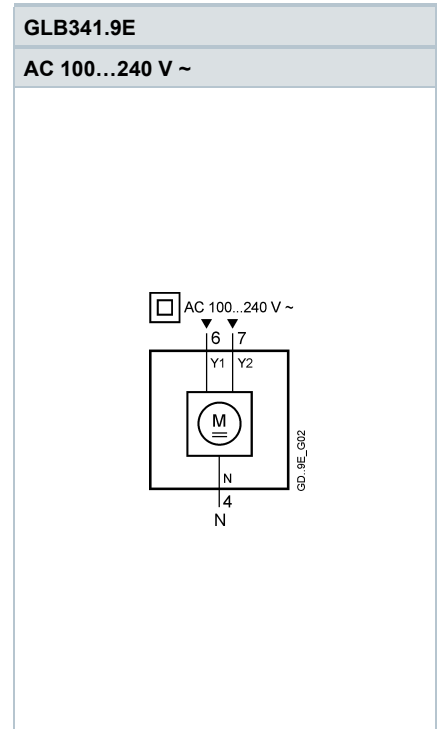 GLB341.9E
AC 100...240 V ~
AC 100...240 V ~
6 7
Y1 Y2
M
N
4
N
GD..9E_G02